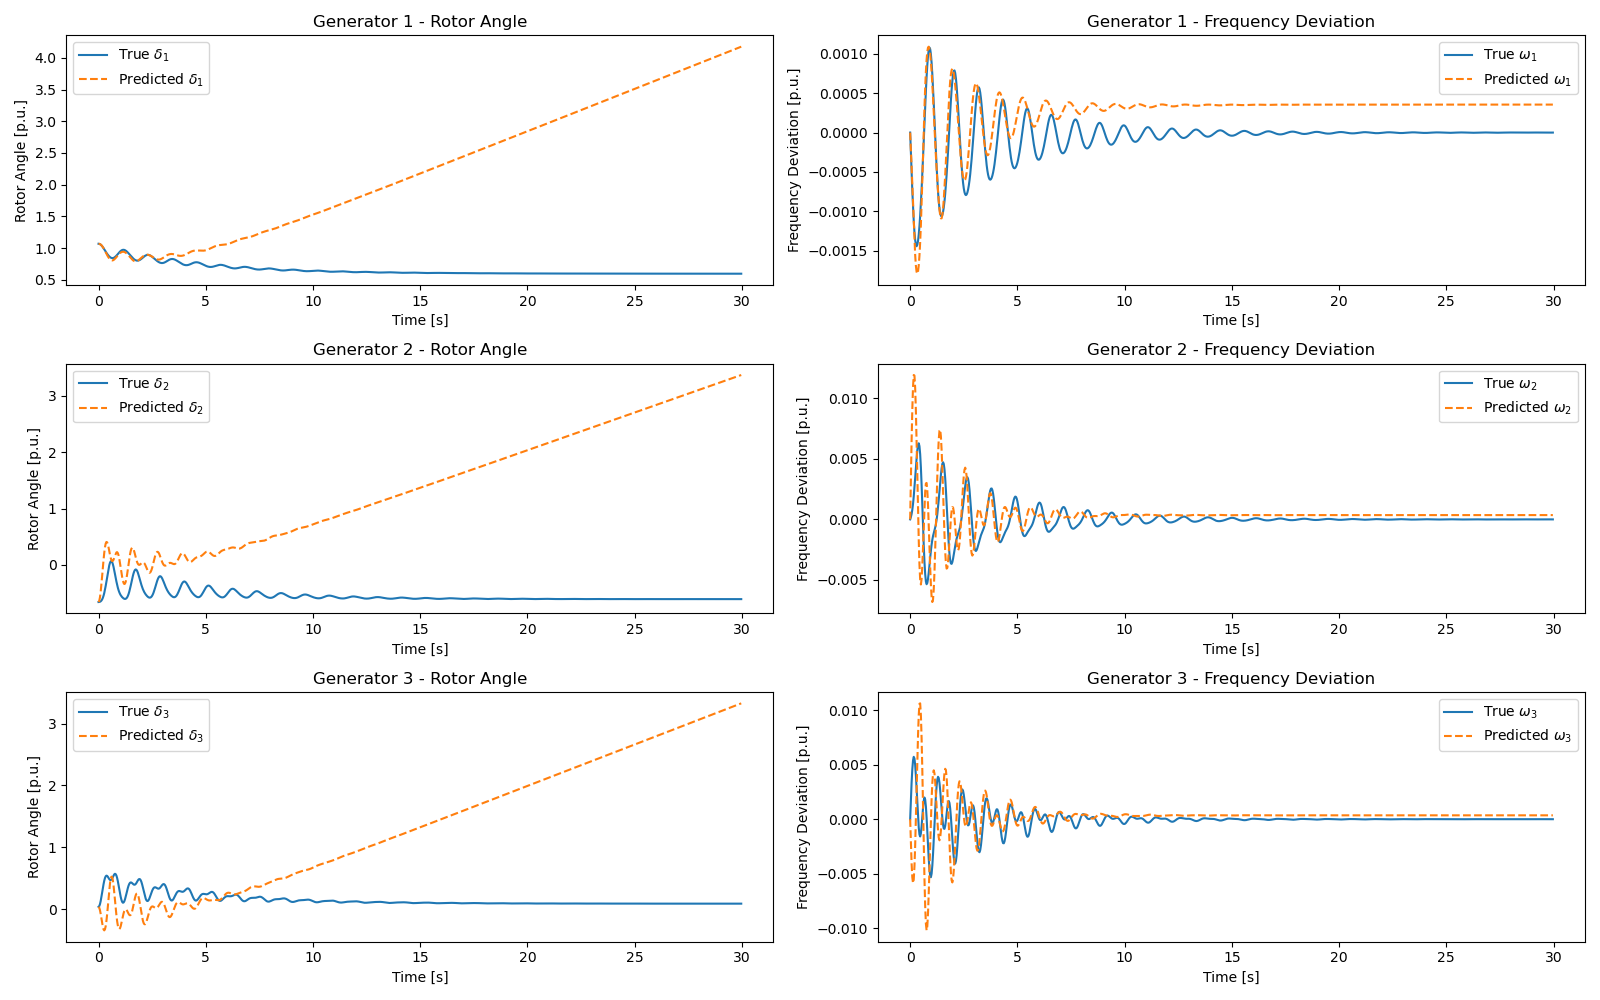 Generator 1 - Rotor Angle
True δ1
Predicted δ1
Rotor Angle [p.u.]
4.0
3.5
3.0
2.5
2.0
1.5
1.0
0.5
0 5 10 15 20 25 30
Time [s]
Generator 1 - Frequency Deviation
True ω1
Predicted ω1
Frequency Deviation [p.u.]
0.0010
0.0005
0.0000
−0.0005
−0.0010
−0.0015
0 5 10 15 20 25 30
Time [s]
Generator 2 - Rotor Angle
True δ2
Predicted δ2
Rotor Angle [p.u.]
3
2
1
0
0 5 10 15 20 25 30
Time [s]
Generator 2 - Frequency Deviation
True ω2
Predicted ω2
Frequency Deviation [p.u.]
0.010
0.005
0.000
−0.005
0 5 10 15 20 25 30
Time [s]
Generator 3 - Rotor Angle
True δ3
Predicted δ3
Rotor Angle [p.u.]
3
2
1
0
0 5 10 15 20 25 30
Time [s]
Generator 3 - Frequency Deviation
True ω3
Predicted ω3
Frequency Deviation [p.u.]
0.010
0.005
0.000
−0.005
−0.010
0 5 10 15 20 25 30
Time [s]